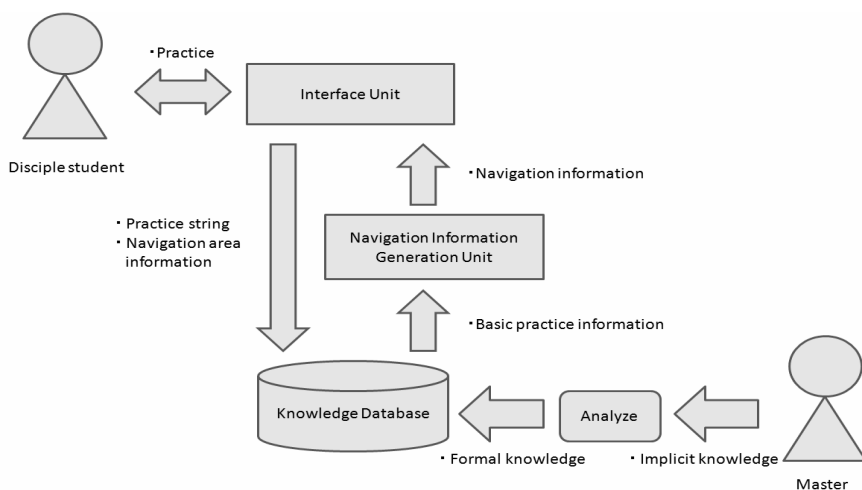 ・Practice
Interface Unit
Disciple student
・Navigation information
・Practice string
・Navigation area
information
Navigation Information
Generation Unit
・Basic practice information
Knowledge Database
Analyze
・Formal knowledge
・Implicit knowledge
Master